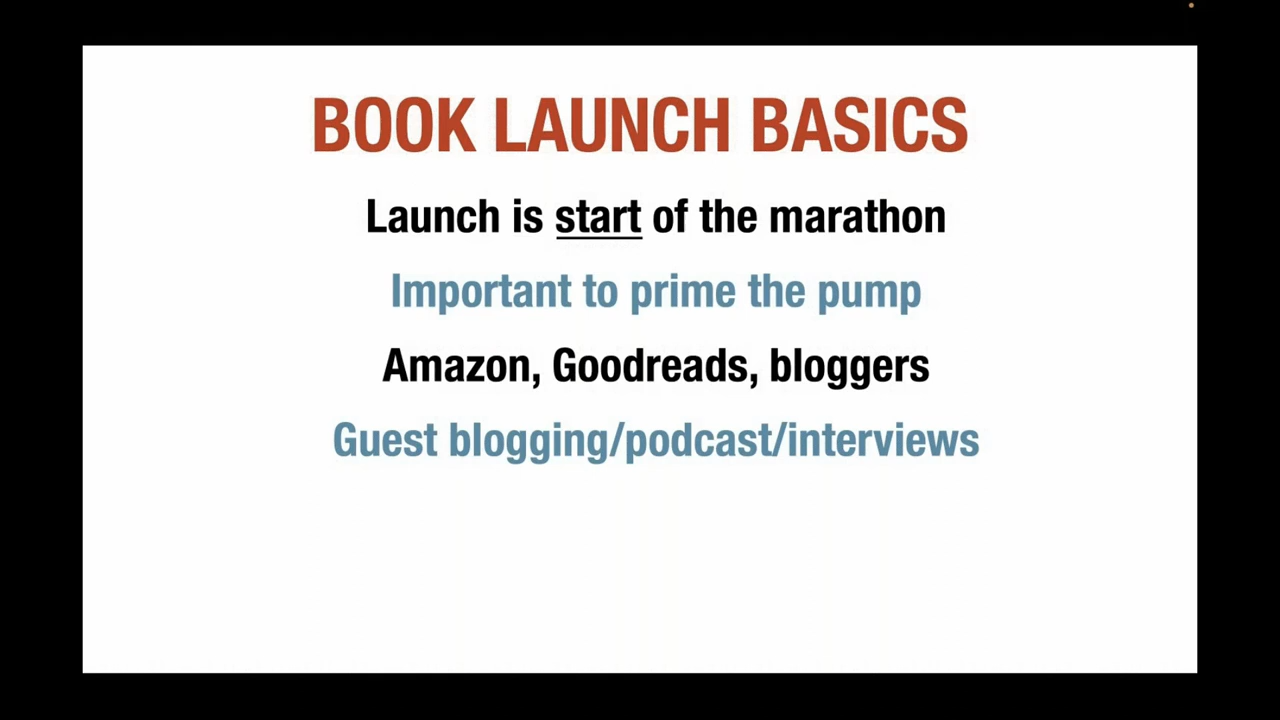 BOOK LAUNCH BASICS
Launch is start of the marathon
Important to prime the pump
Amazon, Goodreads, bloggers
Guest blogging/podcast/interviews